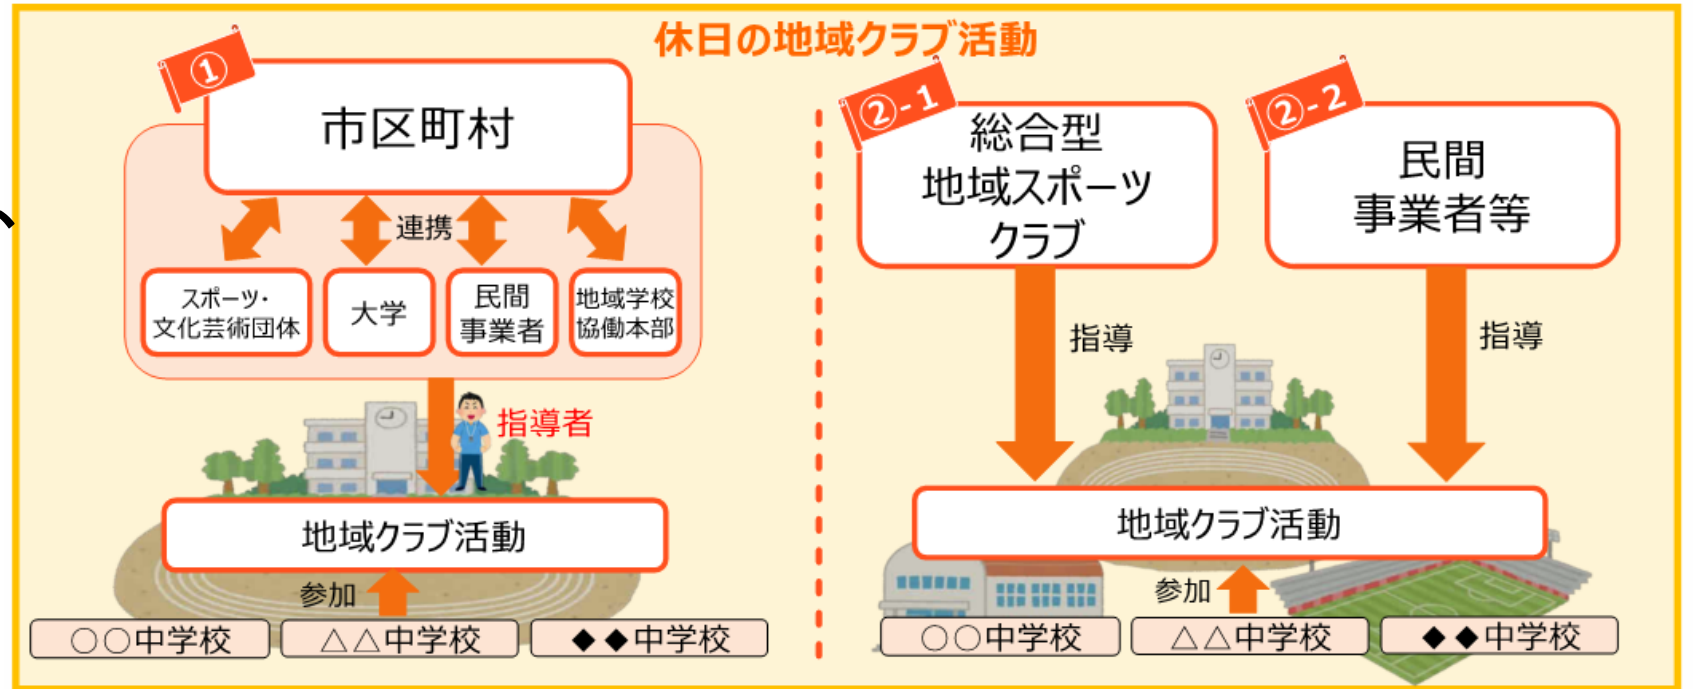 休日の地域クラブ活動
①
市区町村
連携
スポーツ・
文化芸術団体
大学
民間
事業者
地域学校
協働本部
指導者
地域クラブ活動
参加
○○中学校
△△中学校
◆◆中学校
②-1
総合型
地域スポーツ
クラブ
②-2
民間
事業者等
指導
指導
地域クラブ活動
参加
○○中学校
△△中学校
◆◆中学校